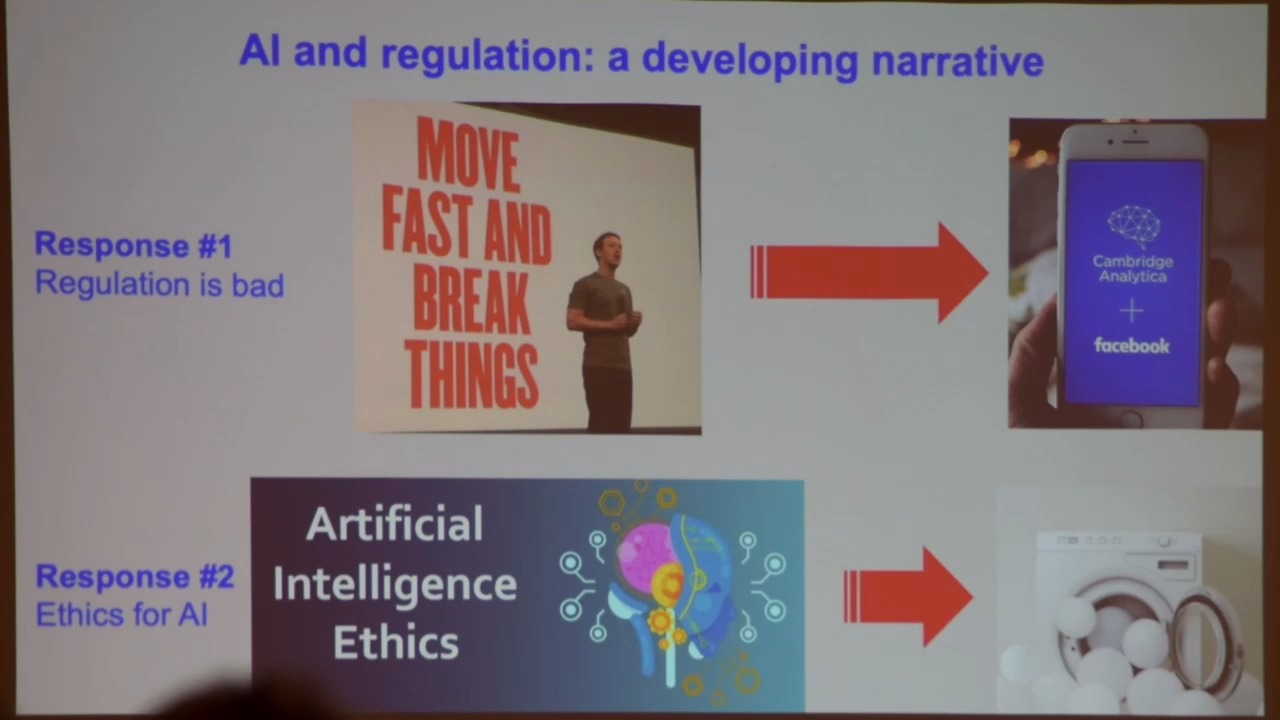 AI and regulation: a developing narrative
MOVE
FAST AND
BREAK
THINGS
Response #1
Regulation is bad
Cambridge
Analytica
+
facebook
Artificial
Intelligence
Ethics
Response #2
Ethics for AI